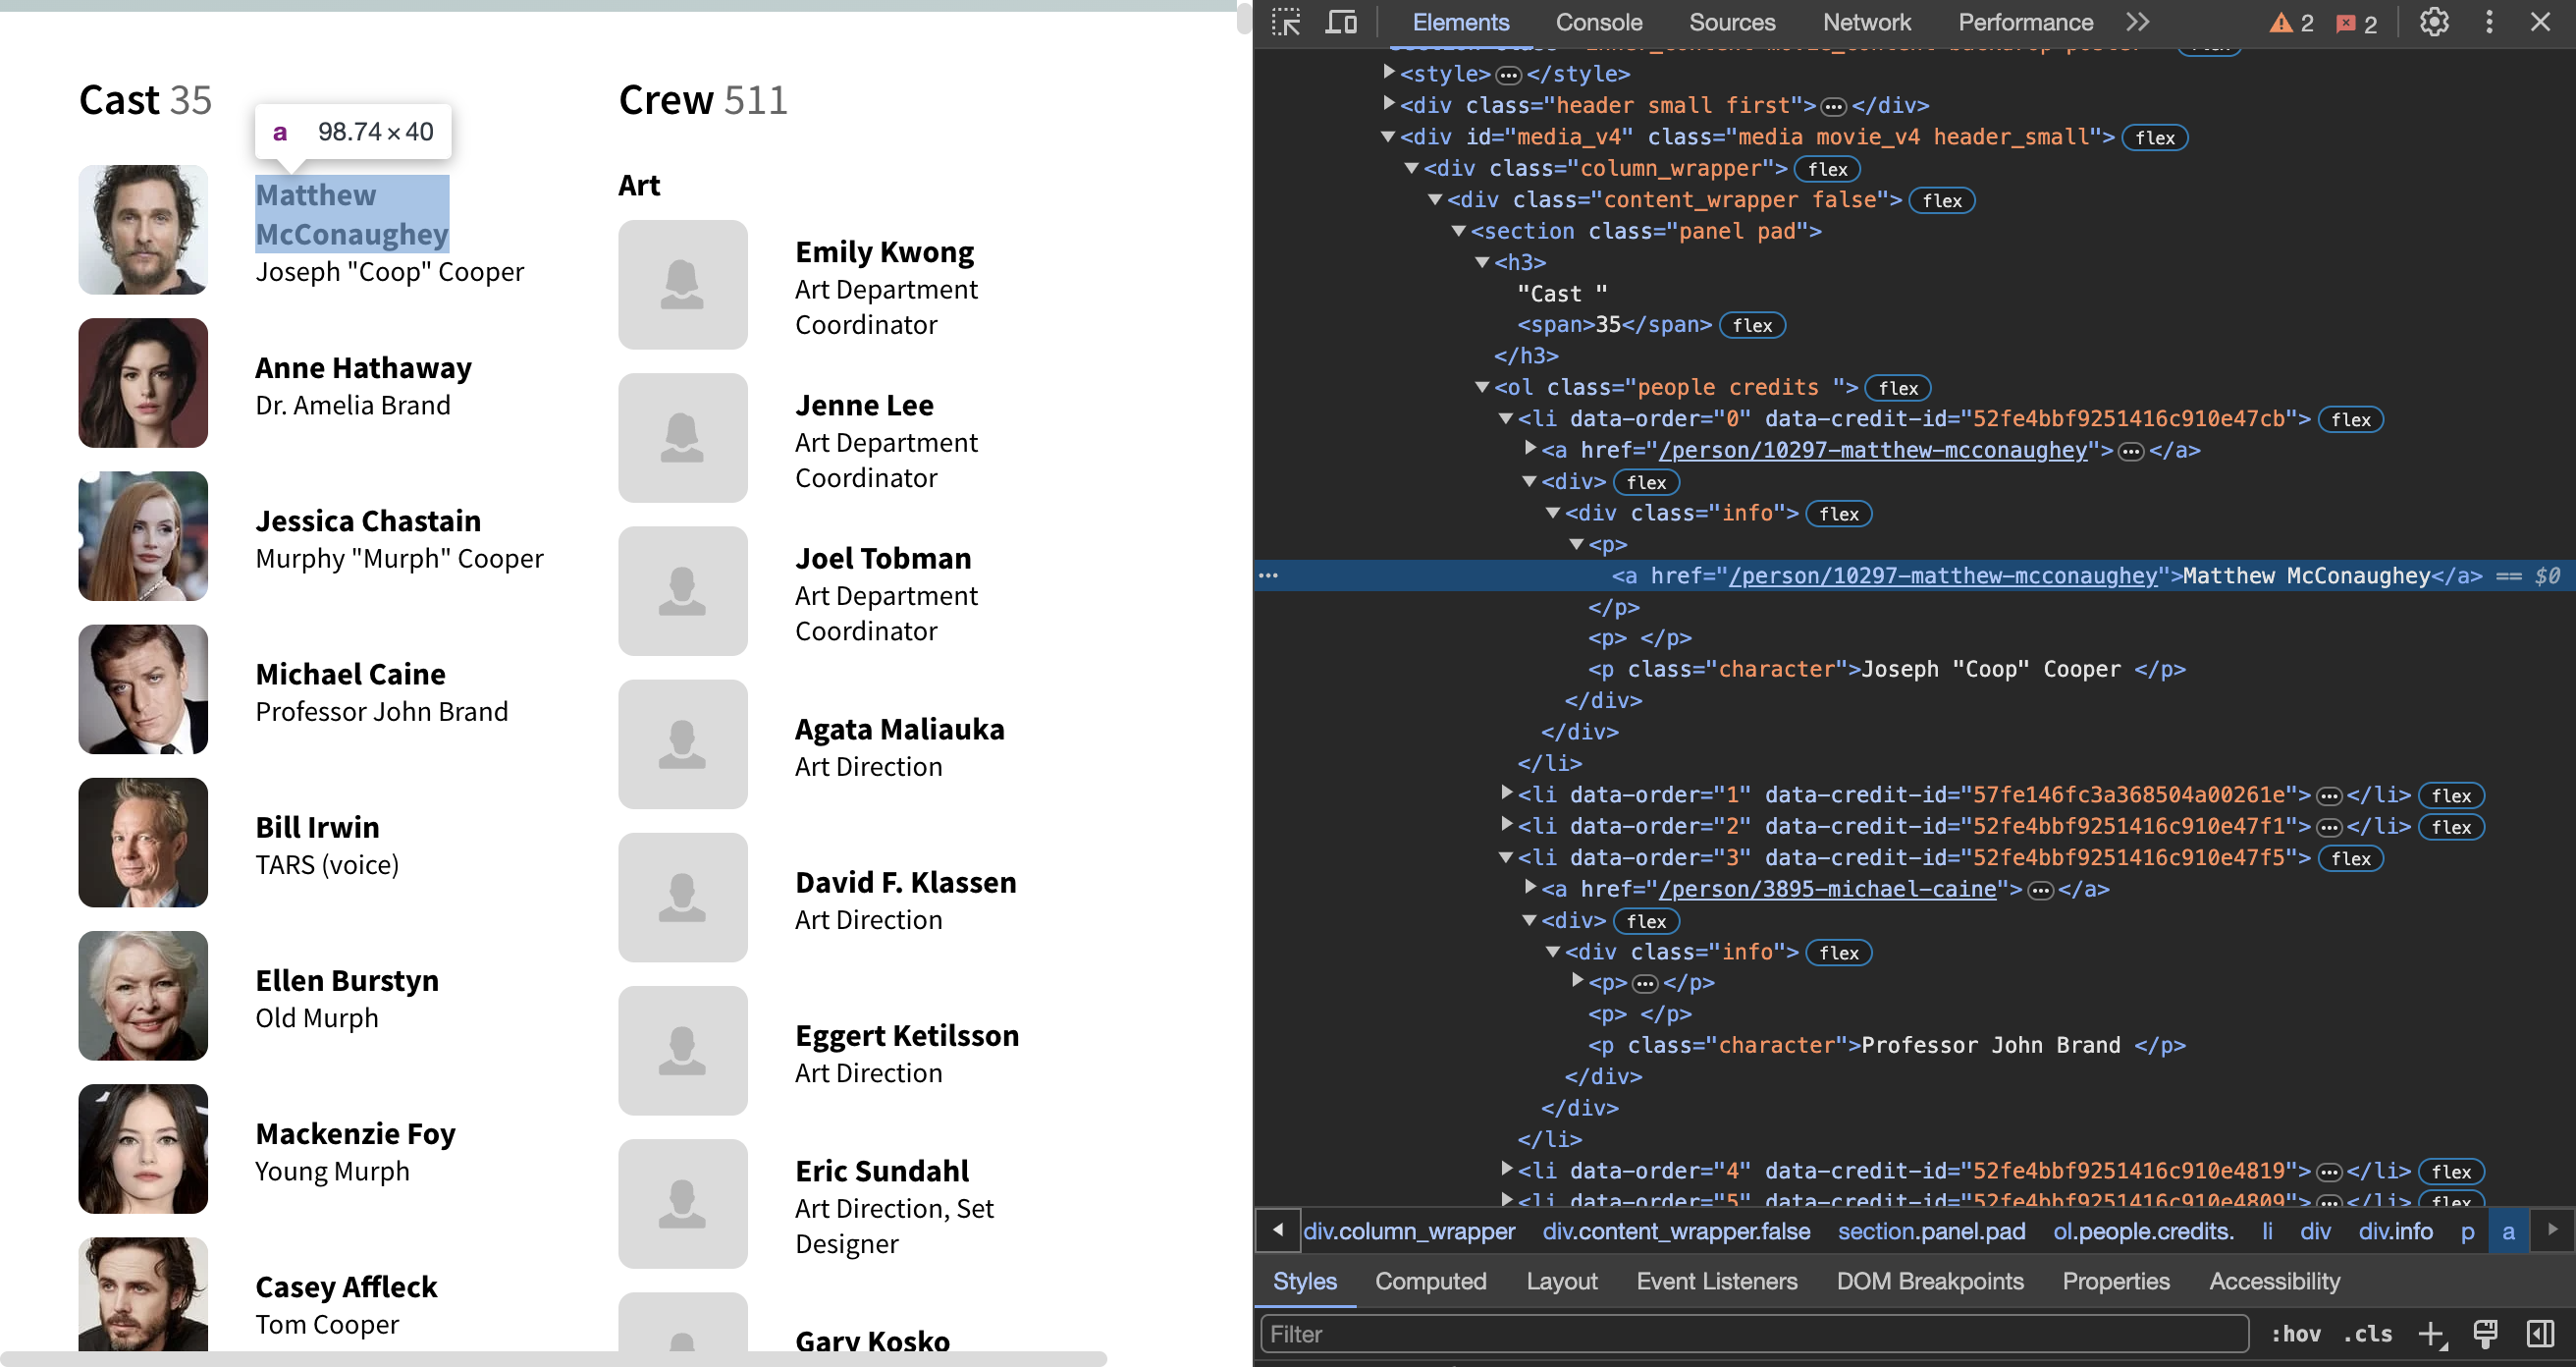 Cast 35
a 98.74 × 40
Matthew
McConaughey
Joseph "Coop" Cooper
Anne Hathaway
Dr. Amelia Brand
Jessica Chastain
Murphy "Murph" Cooper
Michael Caine
Professor John Brand
Bill Irwin
TARS (voice)
Ellen Burstyn
Old Murph
Mackenzie Foy
Young Murph
Casey Affleck
Tom Cooper
Crew 511
Art
Emily Kwong
Art Department
Coordinator
Jenne Lee
Art Department
Coordinator
Joel Tobman
Art Department
Coordinator
Agata Maliauka
Art Direction
David F. Klassen
Art Direction
Eggert Ketilsson
Art Direction
Eric Sundahl
Art Direction, Set
Designer
Gary Kosko
Elements Console Sources Network Performance 2 2
<style>…</style>
<div class="header small first">…</div>
<div id="media_v4" class="media movie_v4 header_small"> flex
<div class="column_wrapper"> flex
<div class="content_wrapper false"> flex
<section class="panel pad">
<h3>
"Cast "
<span>35</span> flex
</h3>
<ol class="people credits "> flex
<li data-order="0" data-credit-id="52fe4bbf9251416c910e47cb"> flex
<a href="/person/10297-matthew-mcconaughey">…</a>
<div> flex
<div class="info"> flex
<p>
… <a href="/person/10297-matthew-mcconaughey">Matthew McConaughey</a> == $0
</p>
<p> </p>
<p class="character">Joseph "Coop" Cooper </p>
</div>
</div>
</li>
<li data-order="1" data-credit-id="57fe146fc3a368504a00261e">…</li> flex
<li data-order="2" data-credit-id="52fe4bbf9251416c910e47f1">…</li> flex
<li data-order="3" data-credit-id="52fe4bbf9251416c910e47f5"> flex
<a href="/person/3895-michael-caine">…</a>
<div> flex
<div class="info"> flex
<p>…</p>
<p> </p>
<p class="character">Professor John Brand </p>
</div>
</div>
</li>
<li data-order="4" data-credit-id="52fe4bbf9251416c910e4819">…</li> flex
<li data-order="5" data-credit-id="52fe4bbf9251416c910e4809">…</li> flex
div.column_wrapper div.content_wrapper.false section.panel.pad ol.people.credits. li div div.info p a
Styles Computed Layout Event Listeners DOM Breakpoints Properties Accessibility
Filter :hov .cls